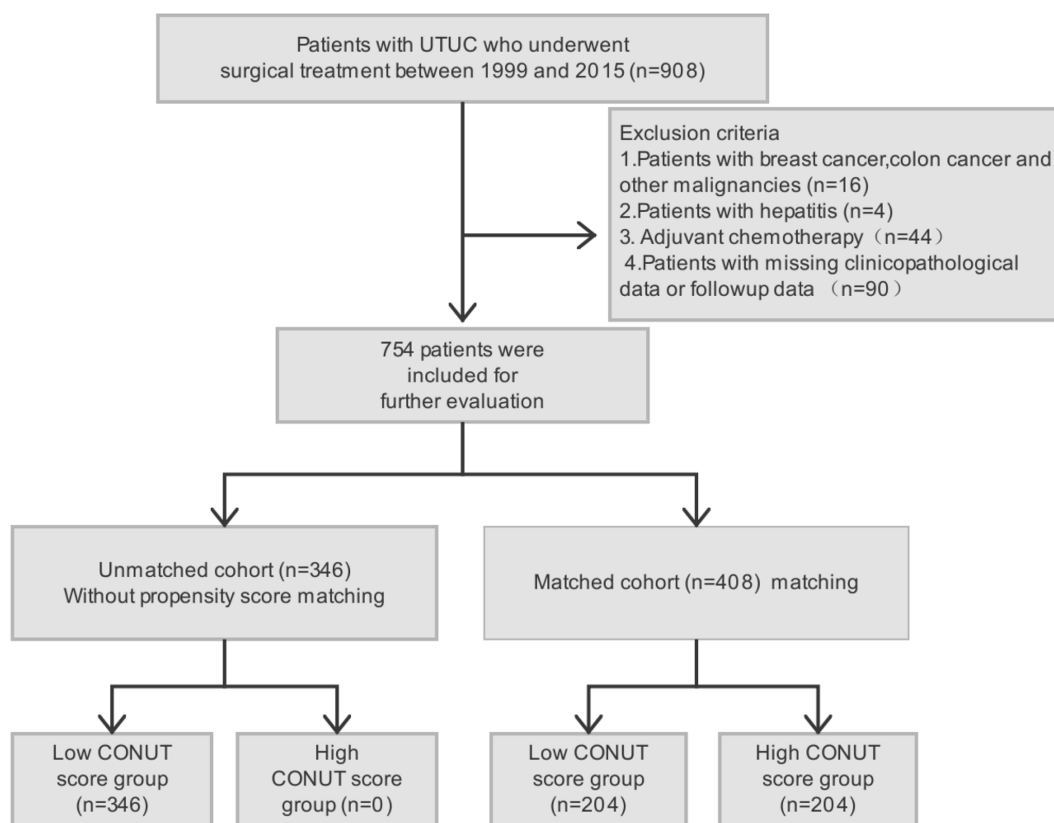 Patients with UTUC who underwent
surgical treatment between 1999 and 2015 (n=908)
Exclusion criteria
1.Patients with breast cancer,colon cancer and
other malignancies (n=16)
2.Patients with hepatitis (n=4)
3. Adjuvant chemotherapy（n=44）
4.Patients with missing clinicopathological
data or followup data （n=90）
754 patients were
included for
further evaluation
Unmatched cohort (n=346)
Without propensity score matching
Matched cohort (n=408) matching
Low CONUT
score group
(n=346)
High
CONUT score
group (n=0)
Low CONUT
score group
(n=204)
High CONUT
score group
(n=204)